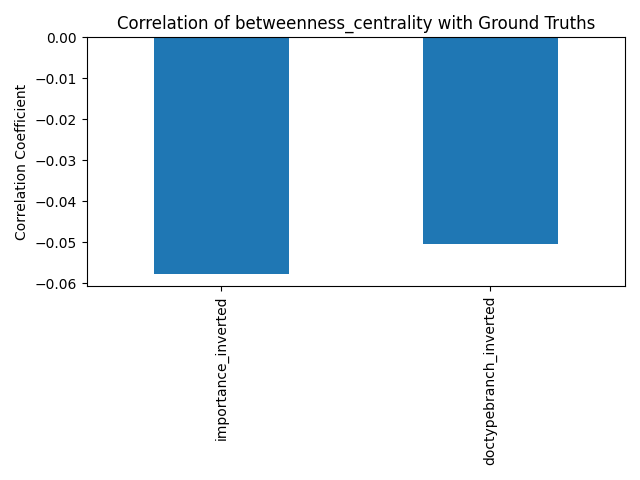 Correlation of betweenness_centrality with Ground Truths
Correlation Coefficient
0.00
−0.01
−0.02
−0.03
−0.04
−0.05
−0.06
importance_inverted
doctypebranch_inverted